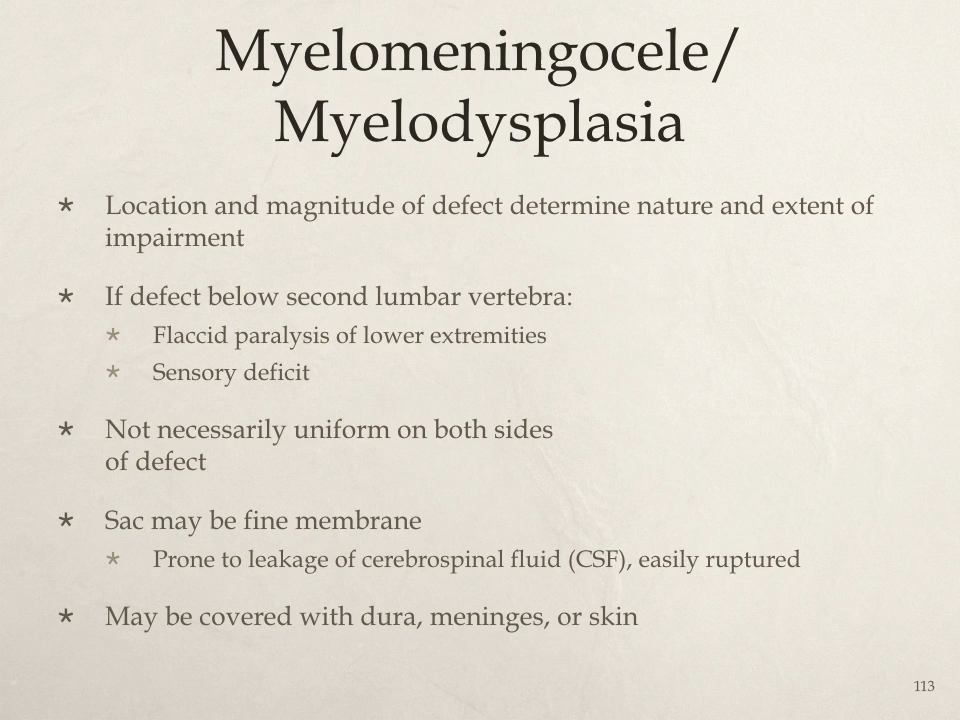 Myelomeningocele/
Myelodysplasia
* Location and magnitude of defect determine nature and extent of
impairment
* If defect below second lumbar vertebra:
* Flaccid paralysis of lower extremities
* Sensory deficit
* Not necessarily uniform on both sides
of defect
* Sac may be fine membrane
* Prone to leakage of cerebrospinal fluid (CSF), easily ruptured
* May be covered with dura, meninges, or skin
113